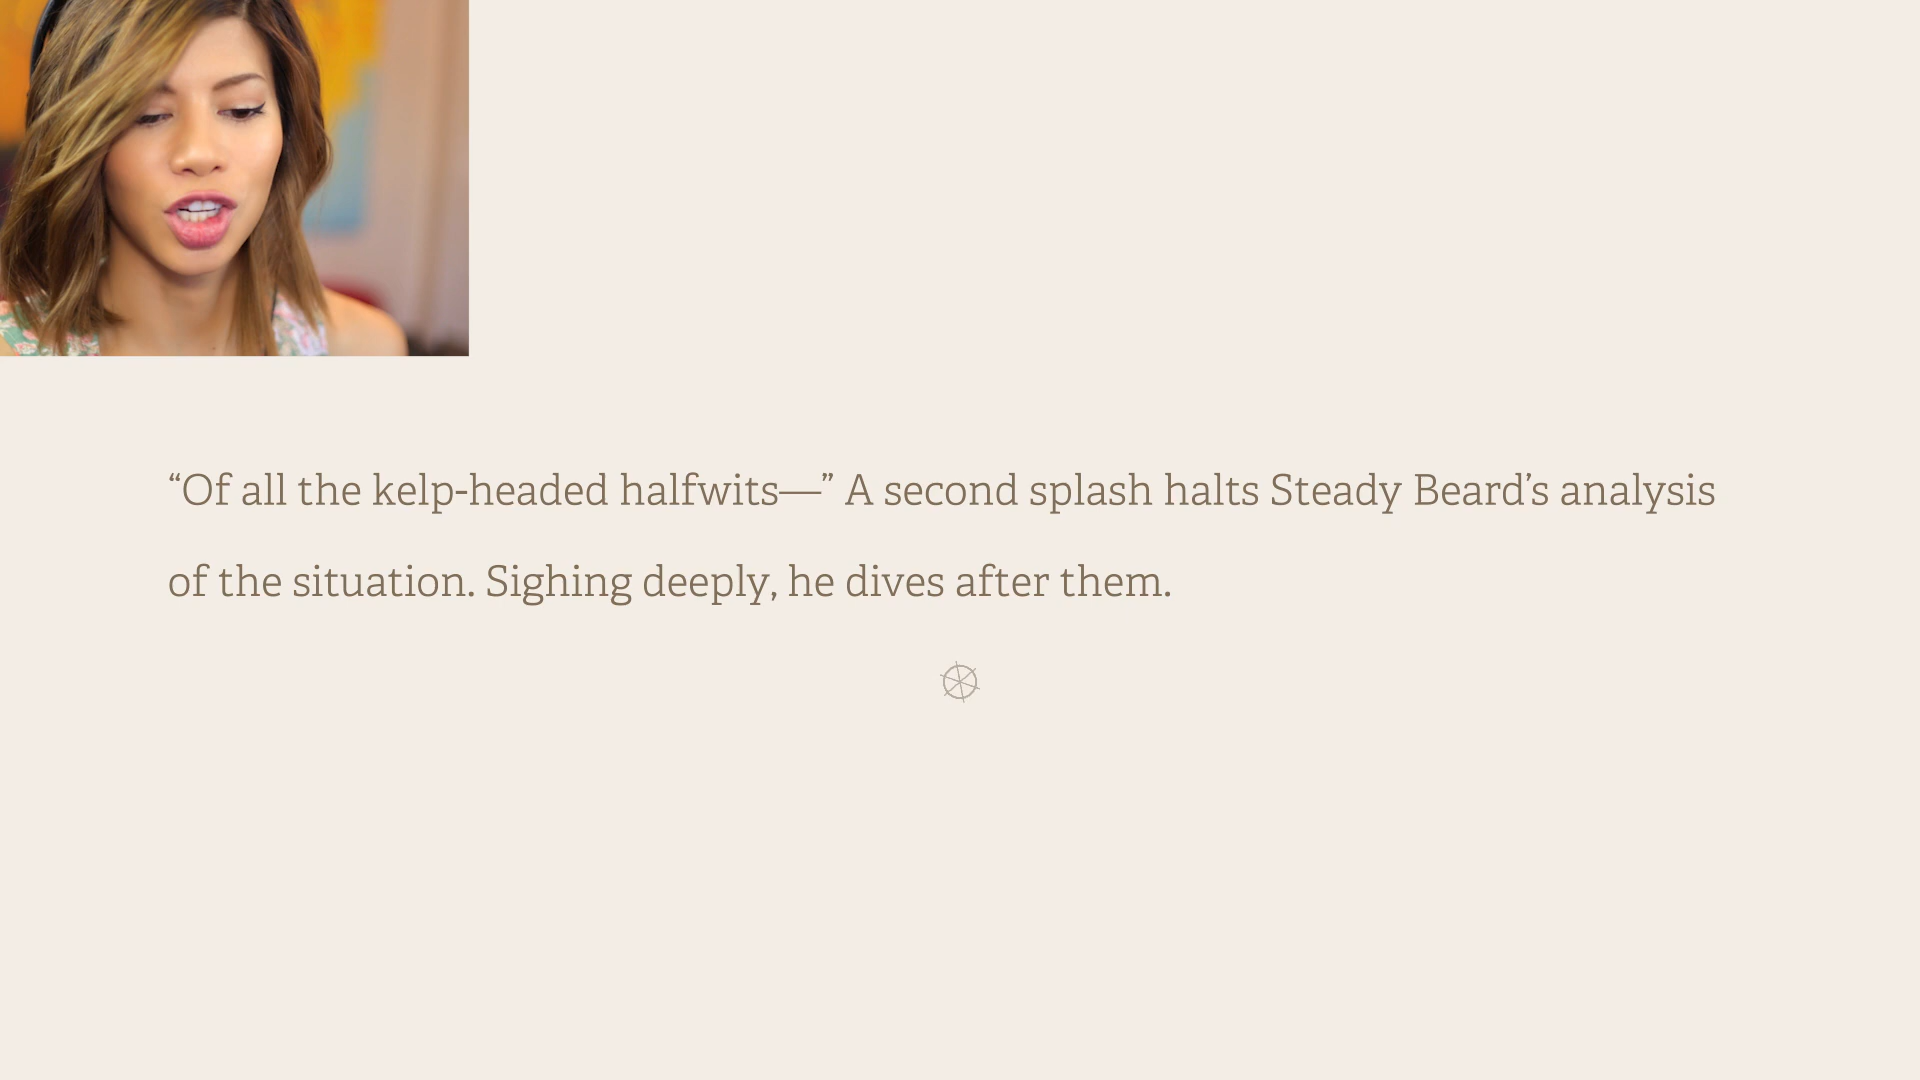 “Of all the kelp-headed halfwits—” A second splash halts Steady Beard’s analysis
of the situation. Sighing deeply, he dives after them.